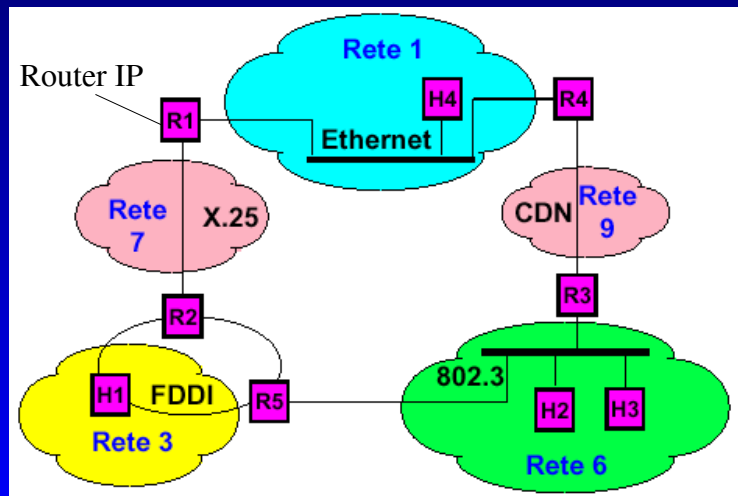 Rete 1
Router IP
H4
R4
R1
Ethernet
Rete
7
X.25
CDN
Rete
9
R3
R2
802.3
H1
FDDI
R5
H2
H3
Rete 3
Rete 6